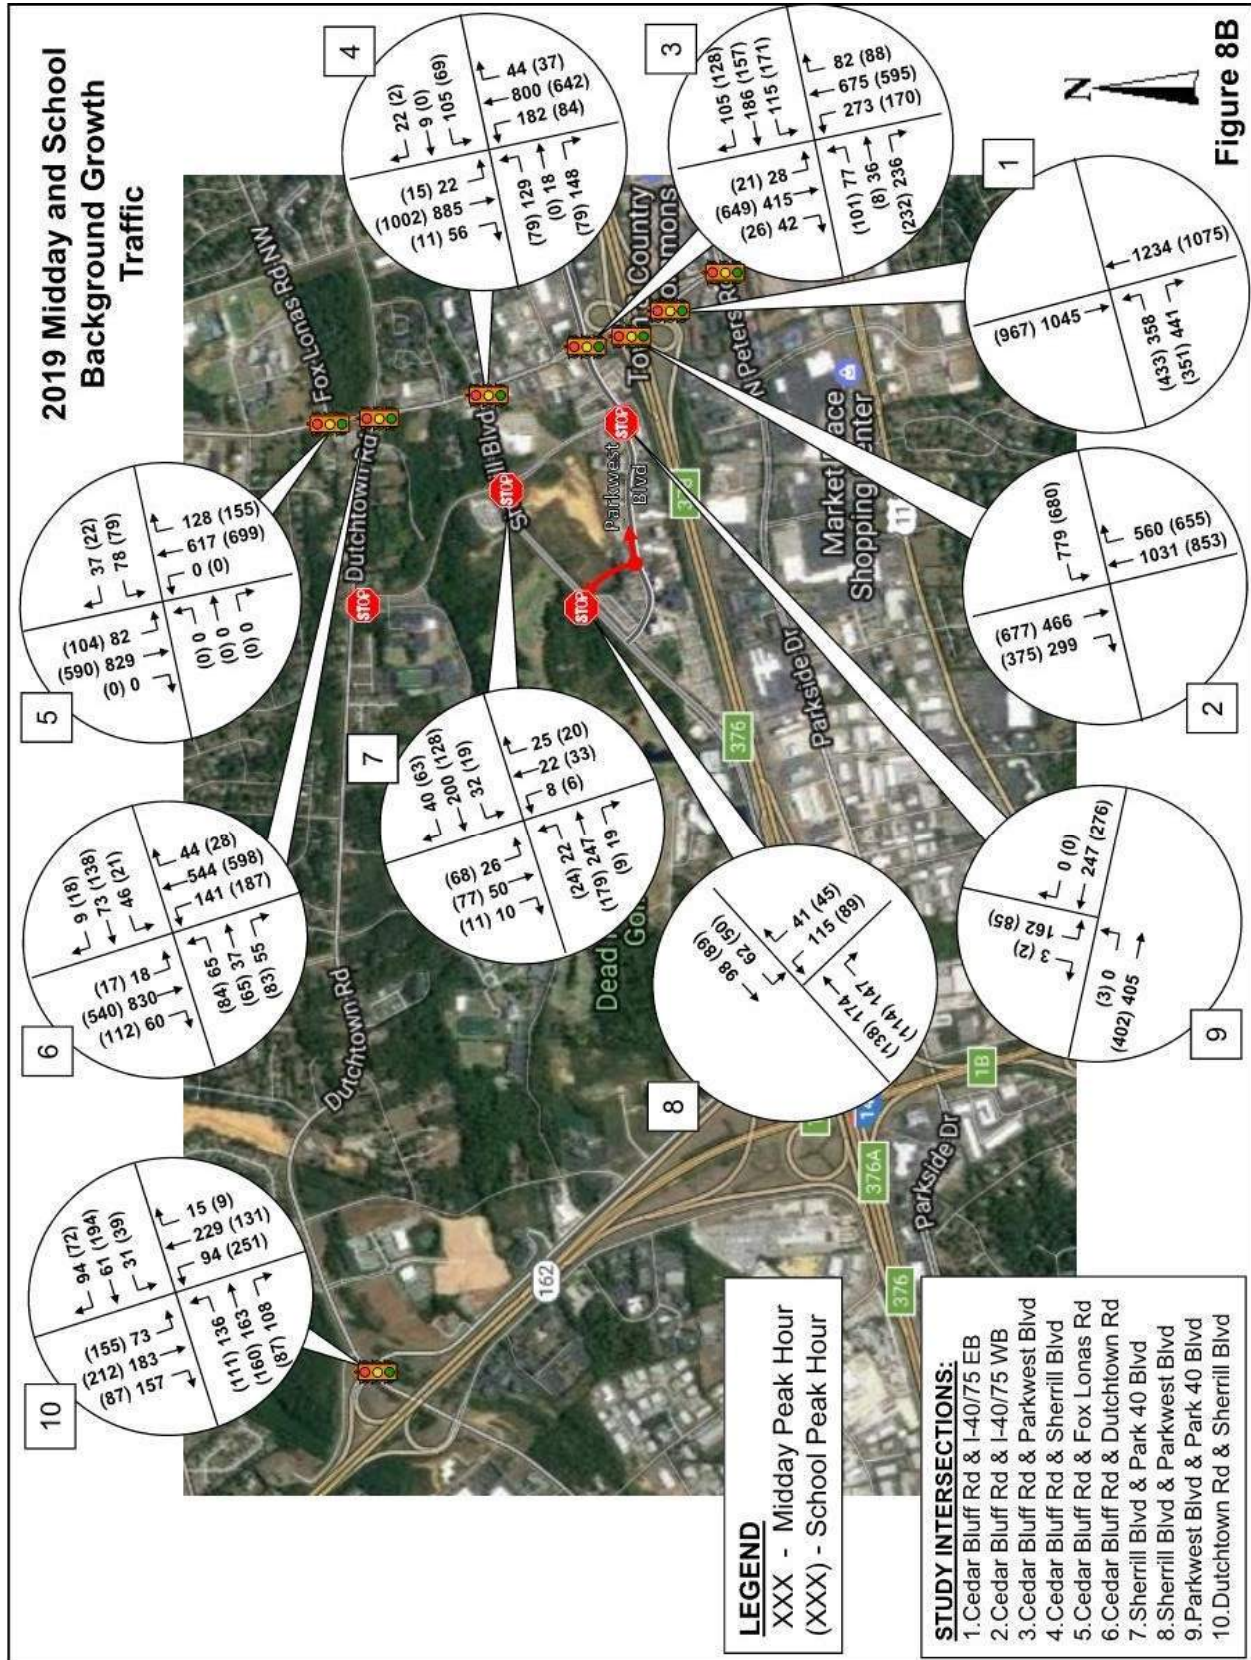 2019 Midday and School
Background Growth
Traffic
10
94 (72)
61 (194)
31 (39)
(155) 73
(212) 183
(87) 157
15 (9)
229 (131)
94 (251)
(111) 136
(160) 163
(87) 108
6
9 (18)
73 (138)
46 (21)
(17) 18
(540) 830
(112) 60
44 (28)
544 (598)
141 (187)
(84) 65
(65) 37
(83) 55
5
37 (22)
78 (79)
(104) 82
(590) 829
(0) 0
128 (155)
617 (699)
0 (0)
(0) 0
(0) 0
(0) 0
4
22 (2)
9 (0)
105 (69)
(15) 22
(1002) 885
(11) 56
44 (37)
800 (642)
182 (84)
(79) 129
(0) 18
(79) 148
7
40 (63)
200 (128)
32 (19)
(68) 26
(77) 50
(11) 10
25 (20)
22 (33)
8 (6)
(24) 22
(179) 247
(9) 19
3
105 (128)
186 (157)
115 (171)
(21) 28
(649) 415
(26) 42
82 (88)
675 (595)
273 (170)
(101) 77
(8) 36
(232) 236
8
98 (89)
62 (50)
41 (45)
115 (89)
(138) 174
(114) 147
9
3 (2)
162 (85)
0 (0)
247 (276)
(3) 0
(402) 405
2
779 (680)
(677) 466
(375) 299
560 (655)
1031 (853)
1
(967) 1045
1234 (1075)
(433) 358
(351) 441
Fox Lonas Rd NW
Dutchtown Rd
Dutchtown Rd
STOP
STOP
STOP
STOP
Blvd
Parkwest
Blvd
Country
N Peters
Market
Shopping Center
11
Parkside Dr
Parkside Dr
Dead
376
376
376A
378
1B
162
N
LEGEND
XXX - Midday Peak Hour
(XXX) - School Peak Hour
STUDY INTERSECTIONS:
1.Cedar Bluff Rd & I-40/75 EB
2.Cedar Bluff Rd & I-40/75 WB
3.Cedar Bluff Rd & Parkwest Blvd
4.Cedar Bluff Rd & Sherrill Blvd
5.Cedar Bluff Rd & Fox Lonas Rd
6.Cedar Bluff Rd & Dutchtown Rd
7.Sherrill Blvd & Park 40 Blvd
8.Sherrill Blvd & Parkwest Blvd
9.Parkwest Blvd & Park 40 Blvd
10.Dutchtown Rd & Sherrill Blvd
Figure 8B